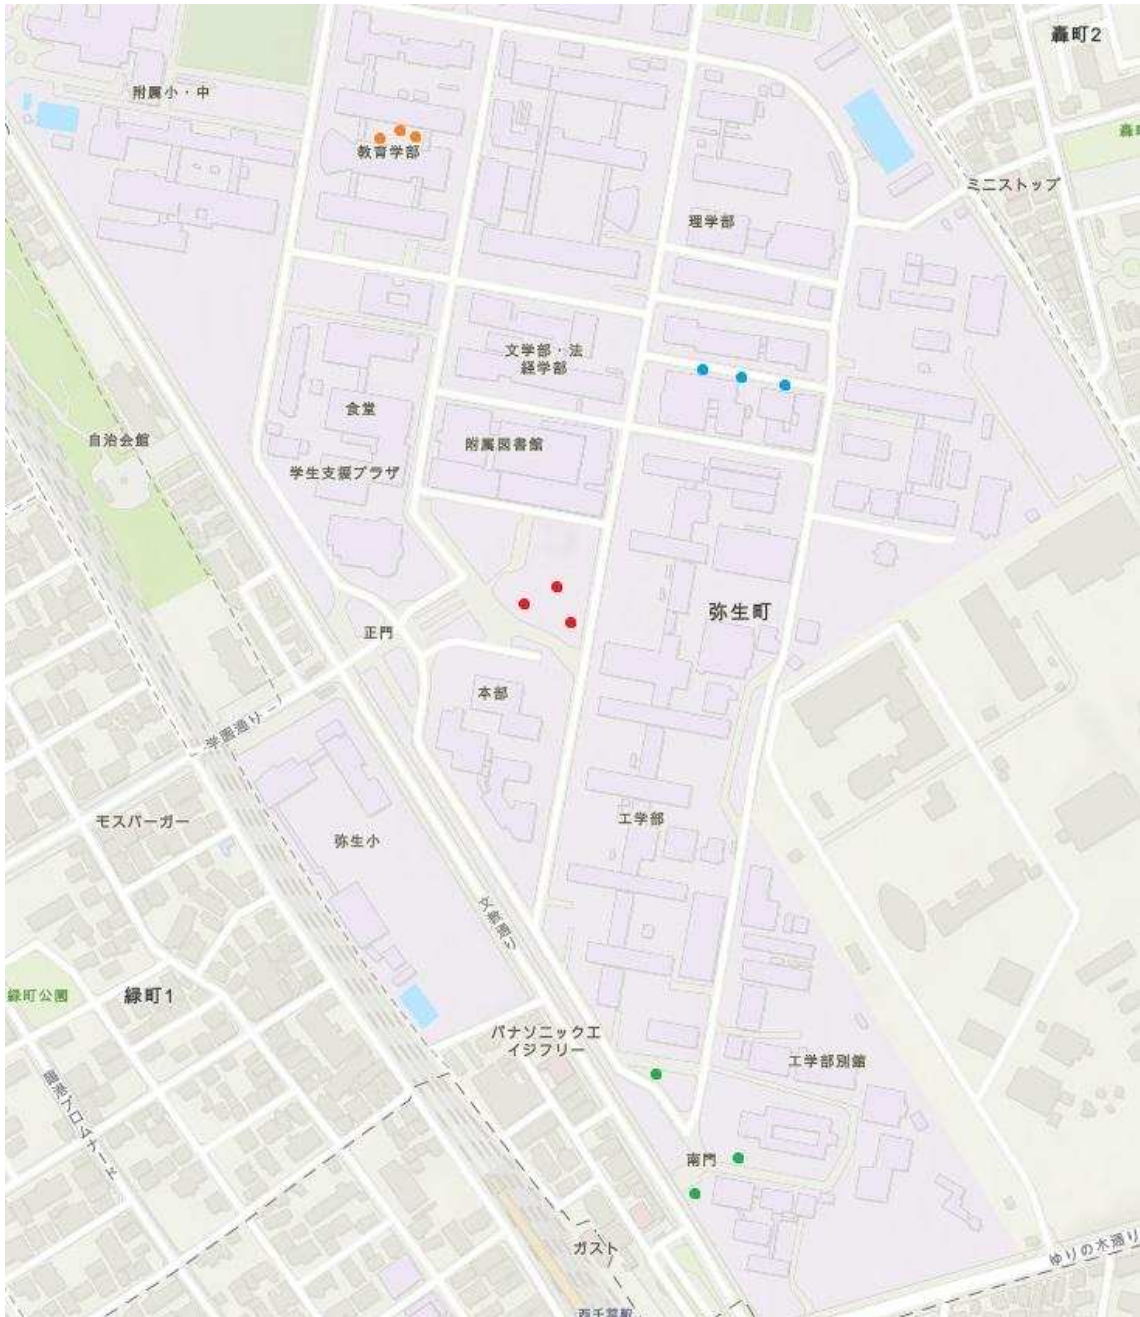 轟町2
附属小・中
教育学部
ミニストップ
理学部
文学部・法
経学部
食堂
自治会館
附属図書館
学生支援プラザ
弥生町
正門
本部
学園通り
モスバーガー
工学部
弥生小
文教通り
緑町公園
緑町1
パナソニックエ
イジフリー
工学部別館
南門
ガスト
ゆりの木通り